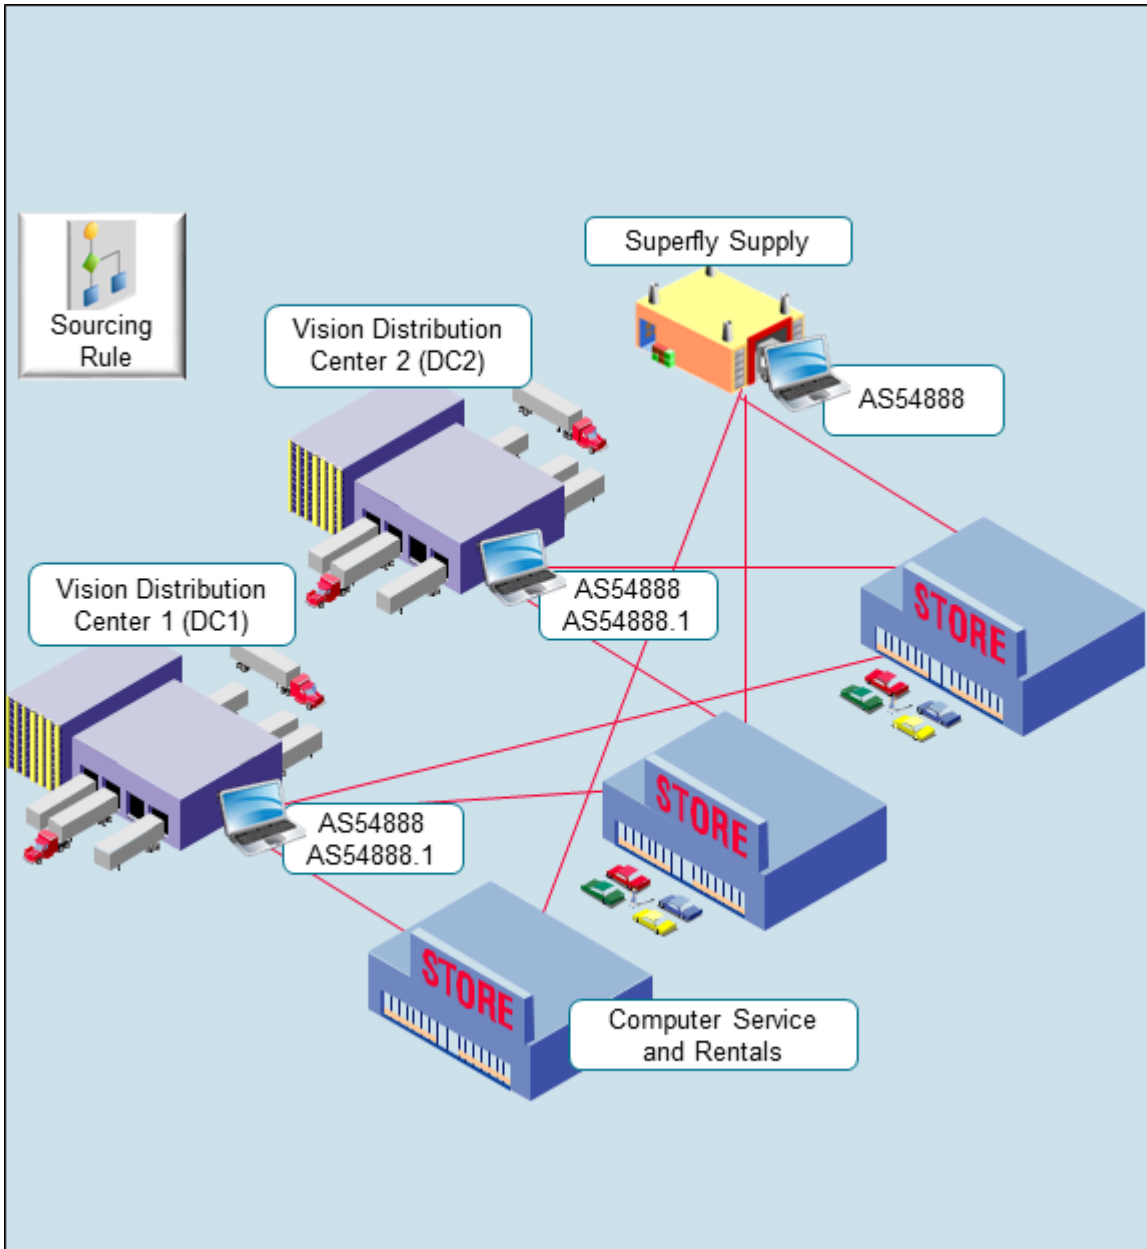 Superfly Supply
Sourcing
Rule
Vision Distribution
Center 2 (DC2)
AS54888
Vision Distribution
Center 1 (DC1)
AS54888
AS54888.1
STORE
AS54888
AS54888.1
STORE
STORE
Computer Service
and Rentals